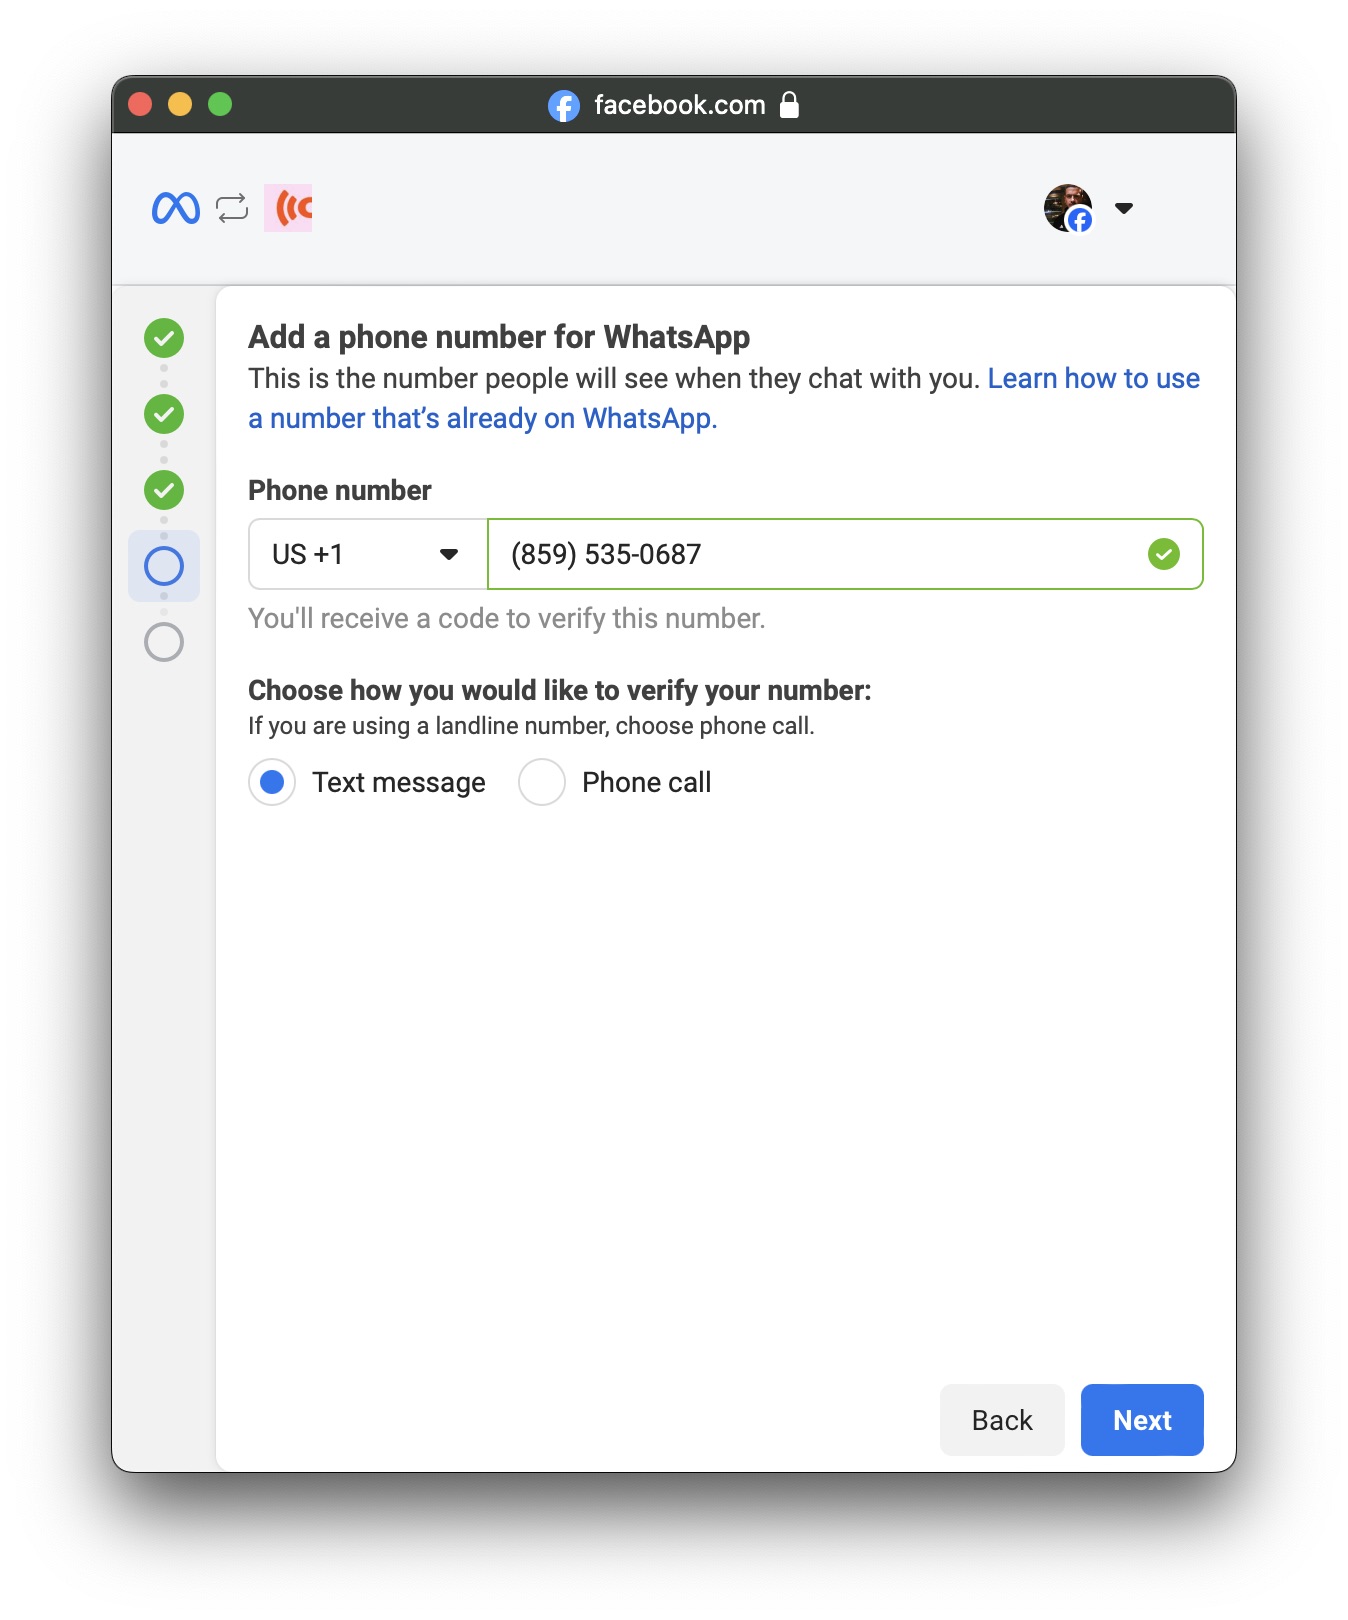 facebook.com
Add a phone number for WhatsApp
This is the number people will see when they chat with you. Learn how to use
a number that’s already on WhatsApp.
Phone number
US +1
(859) 535-0687
You'll receive a code to verify this number.
Choose how you would like to verify your number:
If you are using a landline number, choose phone call.
Text message Phone call
Back Next